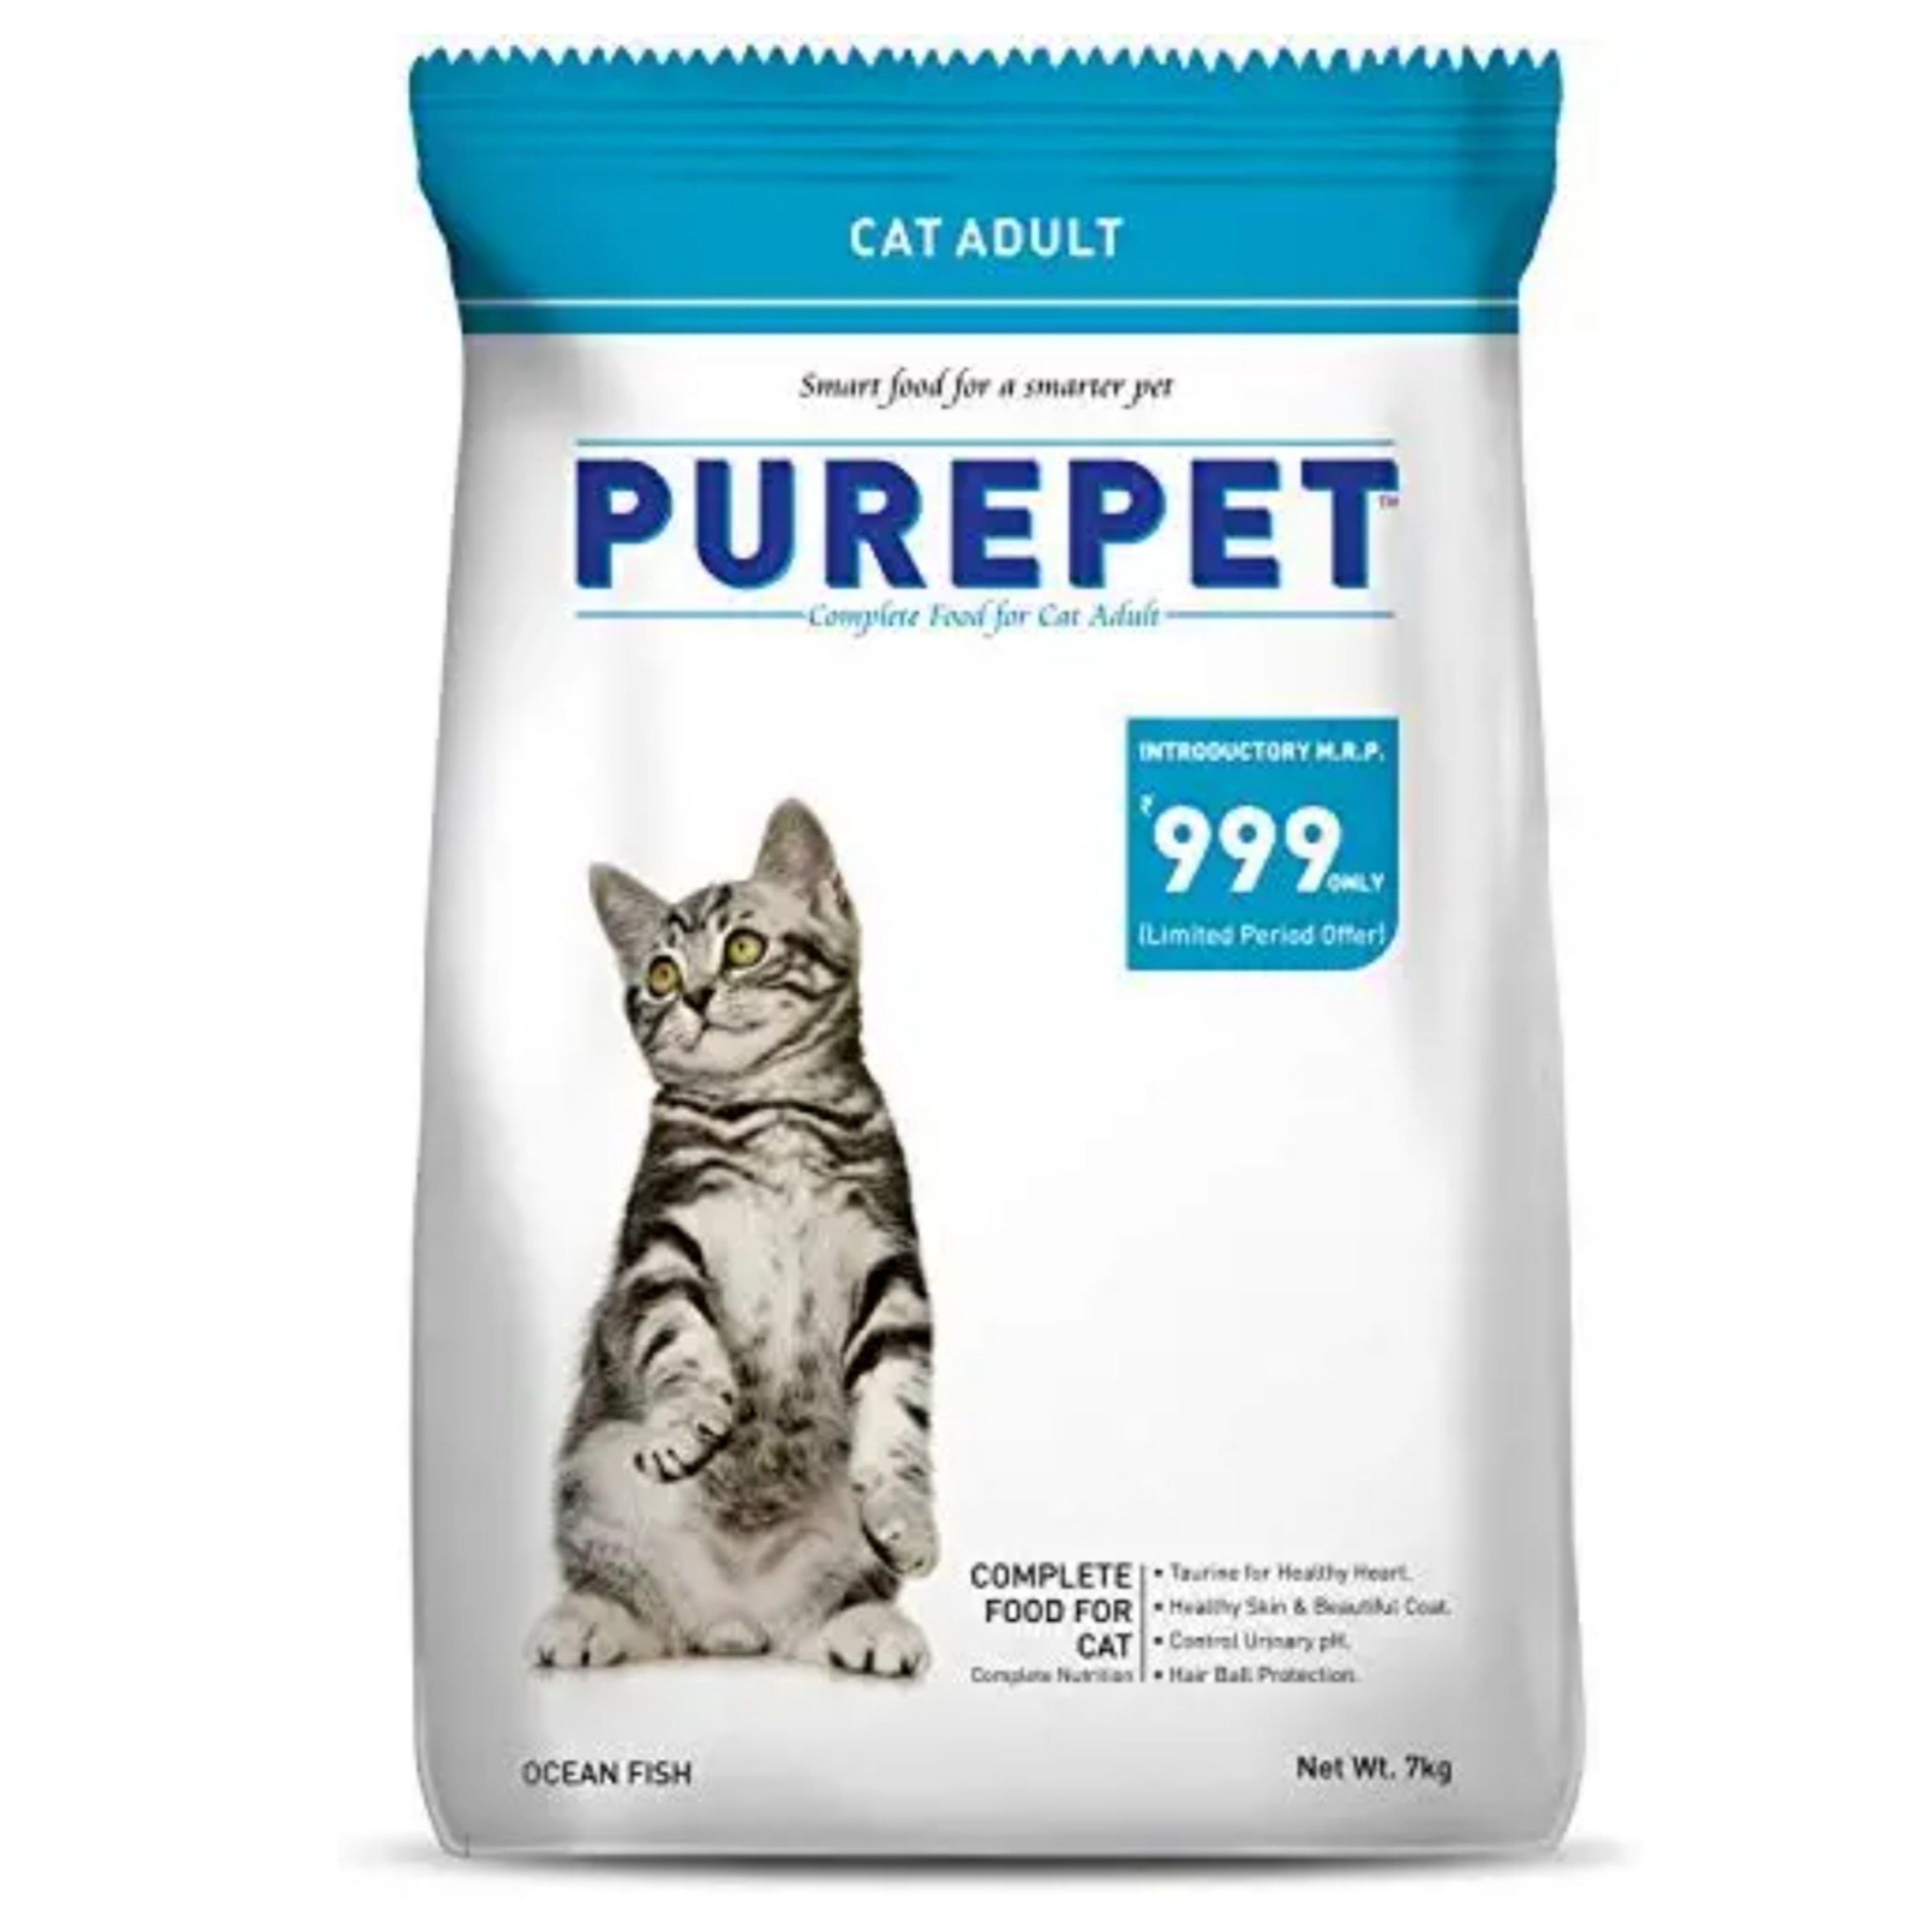 CAT ADULT
Smart food for a smarter pet
PUREPET™
Complete Food for Cat Adult
INTRODUCTORY M.R.P.
₹999 ONLY
(Limited Period Offer)
COMPLETE
FOOD FOR
CAT
Complete Nutrition
• Taurine for Healthy Heart.
• Healthy Skin & Beautiful Coat.
• Control Urinary pH.
• Hair Ball Protection.
OCEAN FISH
Net Wt. 7kg